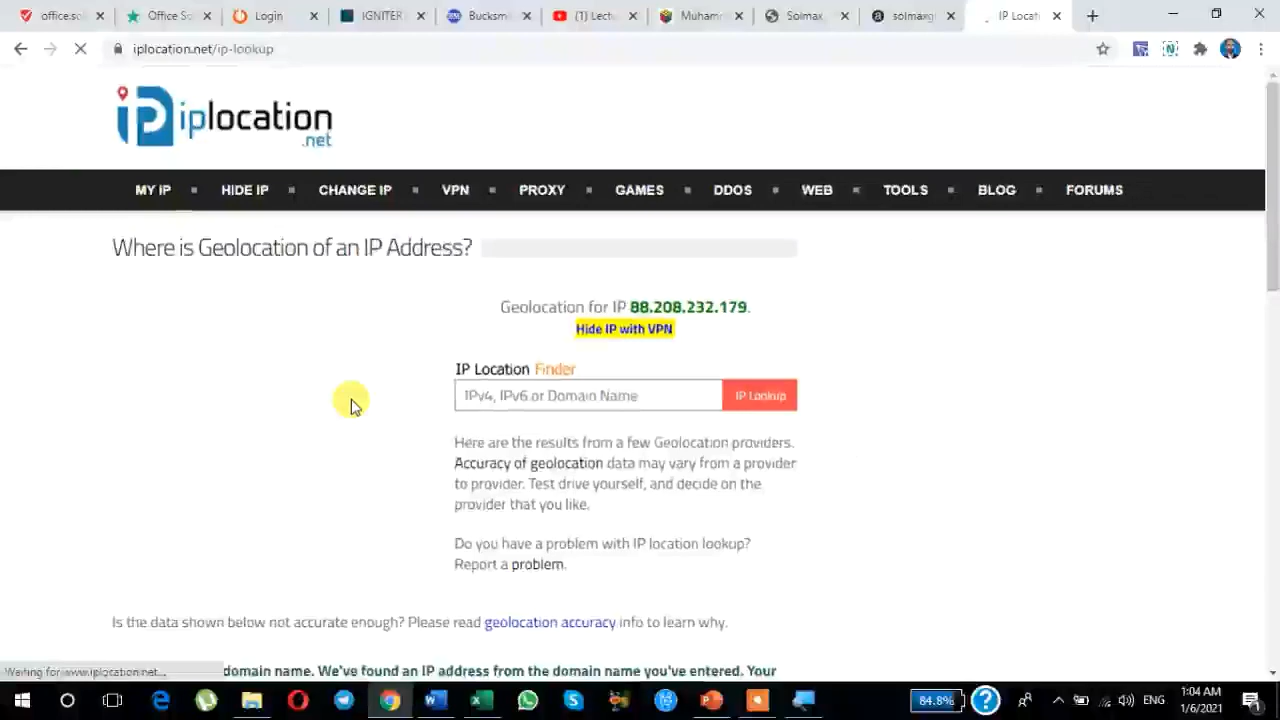 office.so
Office So
Login
IGNITER
Bucksm
(1) Lectu
Muhamr
Solmax
solmaxg
IP Locati
iplocation.net/ip-lookup
iplocation
.net
MY IP
HIDE IP
CHANGE IP
VPN
PROXY
GAMES
DDOS
WEB
TOOLS
BLOG
FORUMS
Where is Geolocation of an IP Address?
Geolocation for IP 88.208.232.179.
Hide IP with VPN
IP Location Finder
IPv4, IPv6 or Domain Name
IP Lookup
Here are the results from a few Geolocation providers.
Accuracy of geolocation data may vary from a provider
to provider. Test drive yourself, and decide on the
provider that you like.
Do you have a problem with IP location lookup?
Report a problem.
Is the data shown below not accurate enough? Please read geolocation accuracy info to learn why.
domain name. We've found an IP address from the domain name you've entered. Your
Waiting for www.iplocation.net...
84.8%
ENG
1:04 AM
1/6/2021